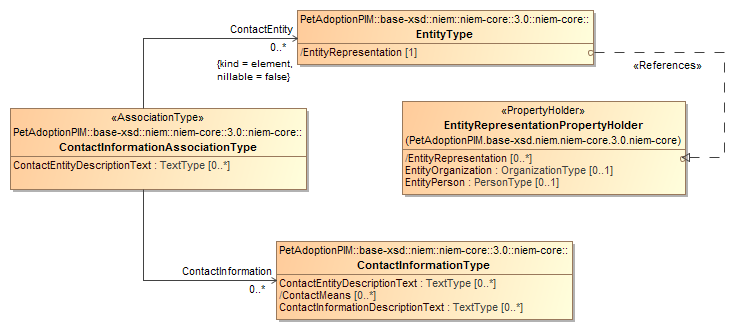 ContactEntity
0..*
{kind = element,
nillable = false}
PetAdoptionPIM::base-xsd::niem::niem-core::3.0::niem-core::
EntityType
/EntityRepresentation [1]
«References»
«AssociationType»
PetAdoptionPIM::base-xsd::niem::niem-core::3.0::niem-core::
ContactInformationAssociationType
ContactEntityDescriptionText : TextType [0..*]
«PropertyHolder»
EntityRepresentationPropertyHolder
(PetAdoptionPIM.base-xsd.niem.niem-core.3.0.niem-core)
/EntityRepresentation [0..*]
EntityOrganization : OrganizationType [0..1]
EntityPerson : PersonType [0..1]
ContactInformation
0..*
PetAdoptionPIM::base-xsd::niem::niem-core::3.0::niem-core::
ContactInformationType
ContactEntityDescriptionText : TextType [0..*]
/ContactMeans [0..*]
ContactInformationDescriptionText : TextType [0..*]